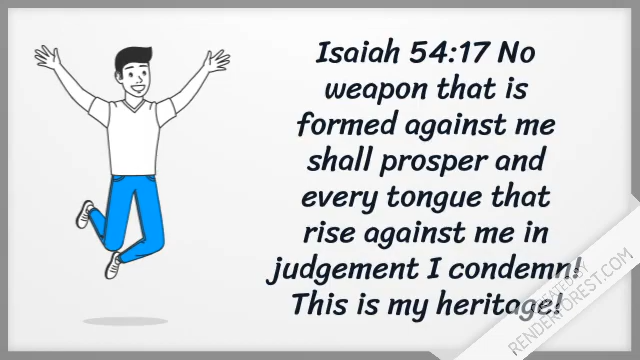 Isaiah 54:17 No
weapon that is
formed against me
shall prosper and
every tongue that
rise against me in
judgement I condemn!
This is my heritage!
CREATED BY
RENDERFOREST.COM